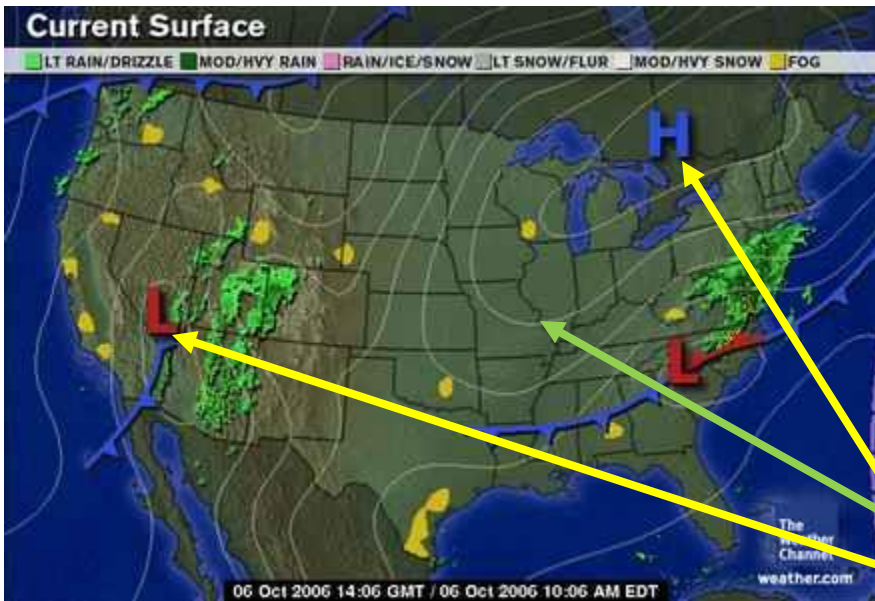 Current Surface
LT RAIN/DRIZZLE MOD/HVY RAIN RAIN/ICE/SNOW LT SNOW/FLUR MOD/HVY SNOW FOG
H
L
L
The
Weather
Channel
weather.com
06 Oct 2006 14:06 GMT / 06 Oct 2006 10:06 AM EDT